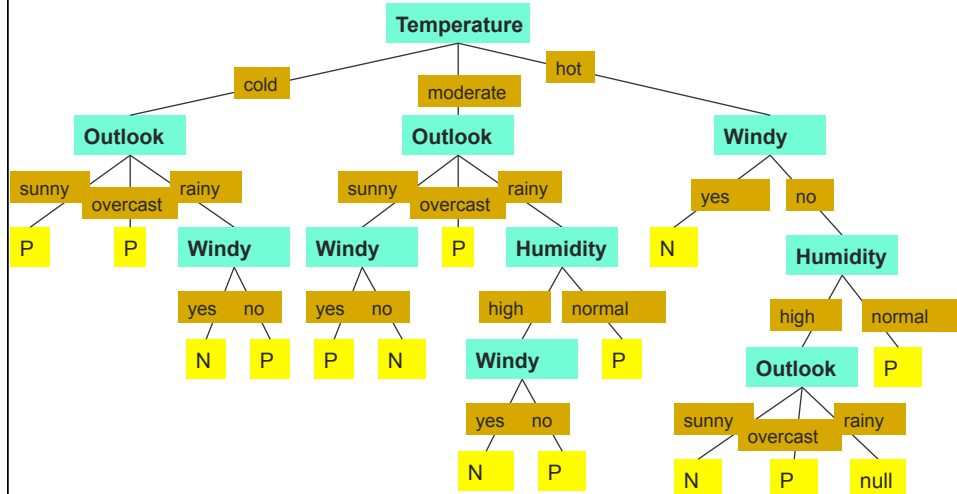 Temperature
cold
moderate
hot
Outlook
Outlook
Windy
sunny
overcast
rainy
sunny
overcast
rainy
yes
no
P
P
Windy
Windy
P
Humidity
N
Humidity
yes no
yes no
high
normal
high
normal
N
P
P
N
Windy
P
Outlook
P
yes no
sunny
overcast
rainy
N
P
N
P
null